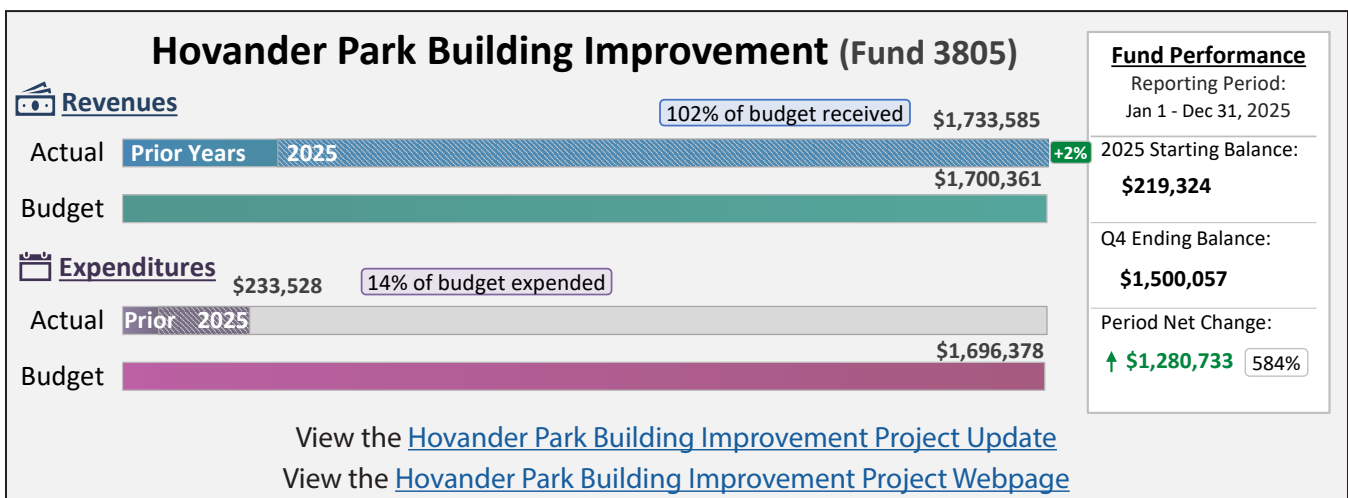 Hovander Park Building Improvement (Fund 3805)
Revenues
102% of budget received
$1,733,585
Actual
Prior Years
2025
+2%
$1,700,361
Budget
Expenditures
$233,528
14% of budget expended
Actual
Prior
2025
$1,696,378
Budget
Fund Performance
Reporting Period:
Jan 1 - Dec 31, 2025
2025 Starting Balance:
$219,324
Q4 Ending Balance:
$1,500,057
Period Net Change:
$1,280,733
584%
View the Hovander Park Building Improvement Project Update
View the Hovander Park Building Improvement Project Webpage